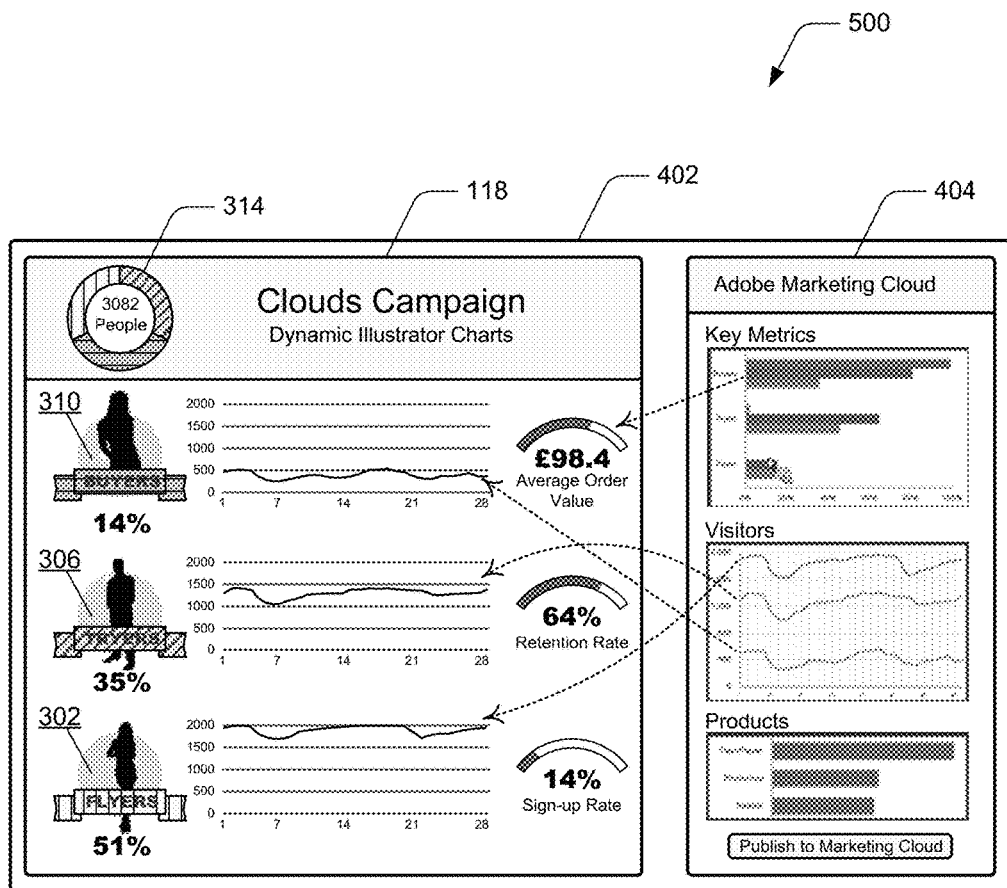 500
402
118
404
314
3082
People
Clouds Campaign
Dynamic Illustrator Charts
310
BUYERS
14%
2000
1500
1000
500
0
1 7 14 21 28
£98.4
Average Order
Value
306
TRYERS
35%
2000
1500
1000
500
0
1 7 14 21 28
64%
Retention Rate
302
FLYERS
51%
2000
1500
1000
500
0
1 7 14 21 28
14%
Sign-up Rate
Adobe Marketing Cloud
Key Metrics
Visitors
Products
Publish to Marketing Cloud